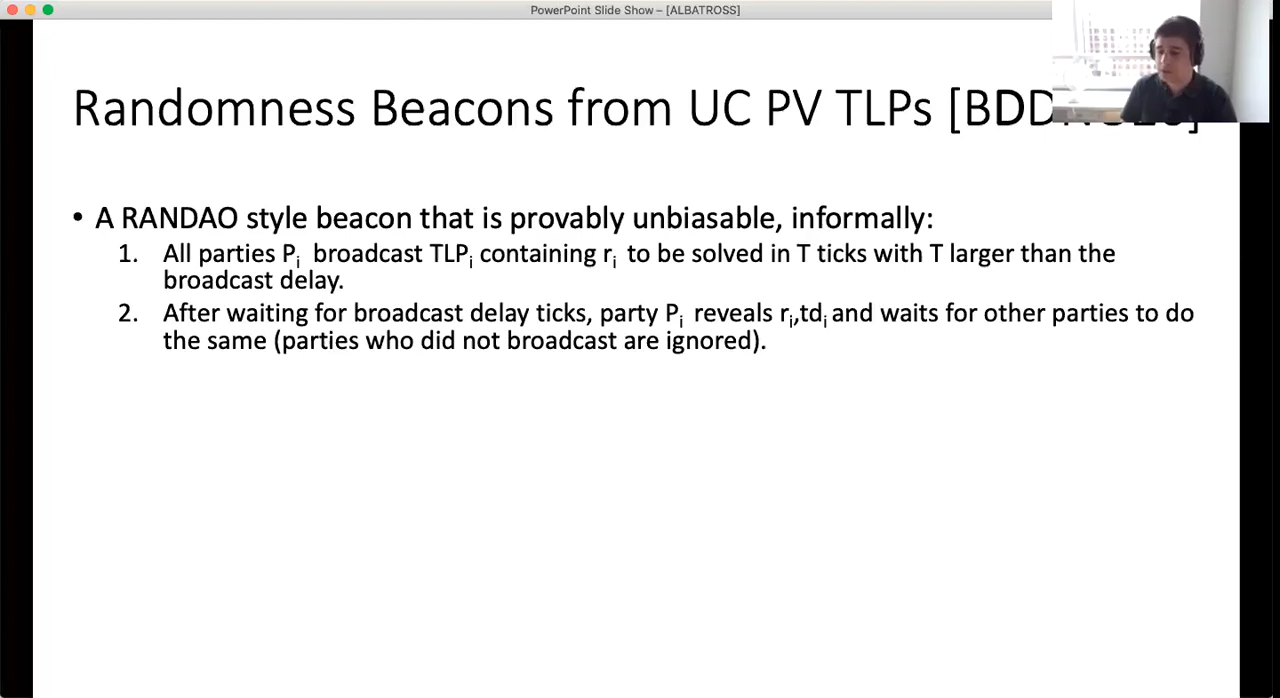 PowerPoint Slide Show – [ALBATROSS]
Randomness Beacons from UC PV TLPs
• A RANDAO style beacon that is provably unbiasable, informally:
1. All parties Pi broadcast TLPi containing ri to be solved in T ticks with T larger than the
broadcast delay.
2. After waiting for broadcast delay ticks, party Pi reveals ri,tdi and waits for other parties to do
the same (parties who did not broadcast are ignored).